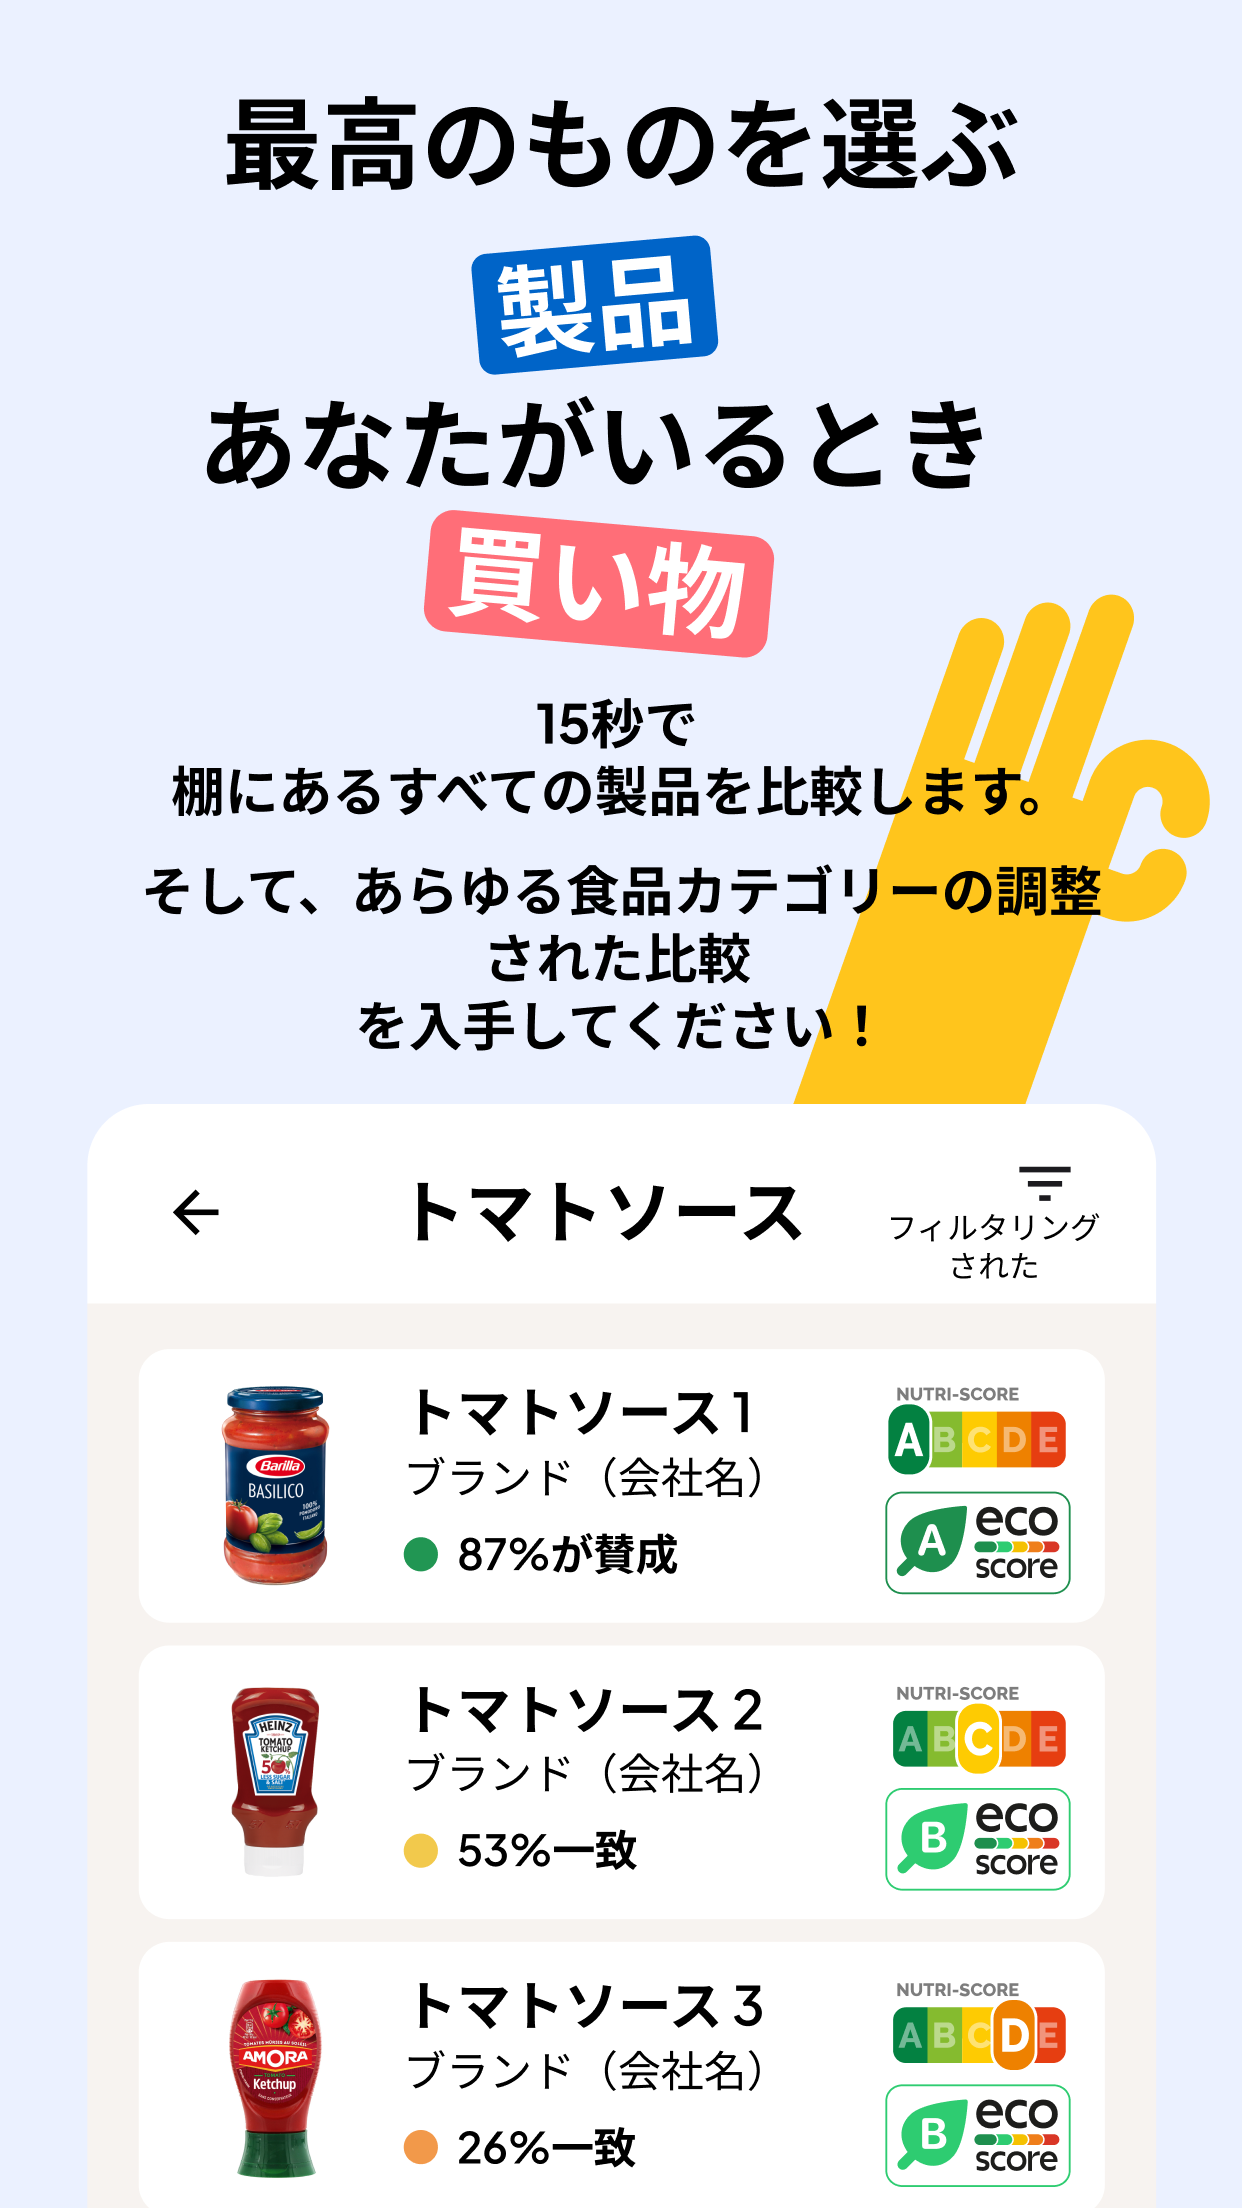 最高のものを選ぶ
製品
あなたがいるとき
買い物
15秒で
棚にあるすべての製品を比較します。
そして、あらゆる食品カテゴリーの調整
された比較
を入手してください！
トマトソース
フィルタリング
された
トマトソース 1
ブランド（会社名）
87%が賛成
NUTRI-SCORE
A B C D E
A eco
score
Barilla
BASILICO
100%
POMODORO
ITALIANO
トマトソース 2
ブランド（会社名）
53%一致
NUTRI-SCORE
A B C D E
B eco
score
HEINZ
TOMATO
KETCHUP
50
LESS SUGAR
& SALT
トマトソース 3
ブランド（会社名）
26%一致
NUTRI-SCORE
A B C D E
B eco
score
AMORA
TOMATO
Ketchup